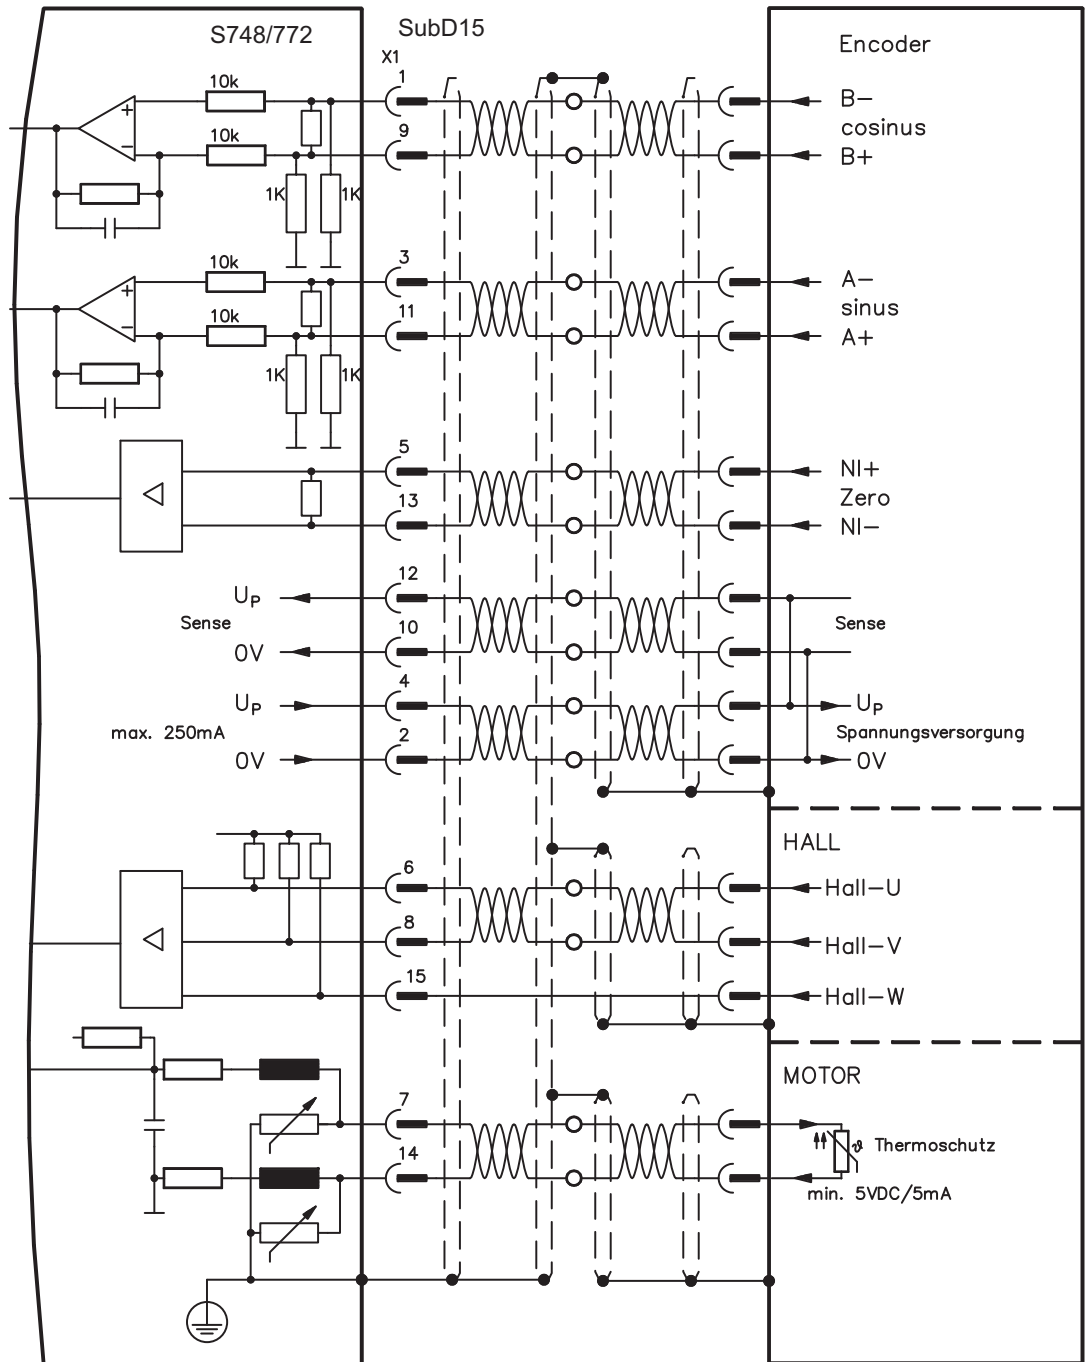 S748/772
SubD15
Encoder
X1
10k
1
B-
cosinus
10k
9
B+
1K
1K
10k
3
A-
sinus
10k
11
A+
1K
1K
5
NI+
Zero
13
NI-
UP
12
Sense
Sense
0V
10
UP
4
UP
max. 250mA
Spannungsversorgung
0V
2
0V
HALL
6
Hall-U
8
Hall-V
15
Hall-W
MOTOR
7
ϑ Thermoschutz
14
min. 5VDC/5mA